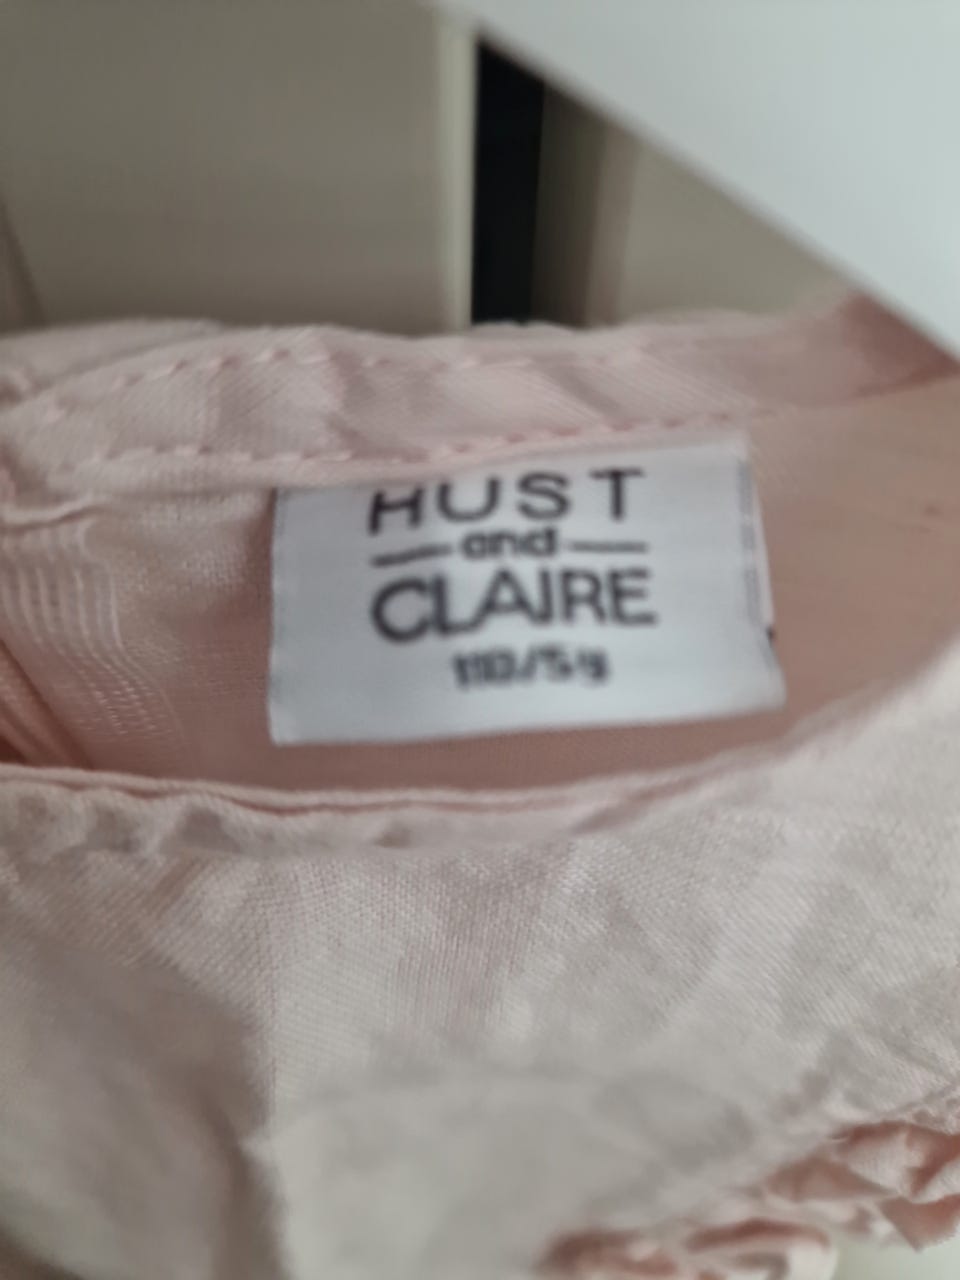 HUST
and
CLAIRE
110/5y